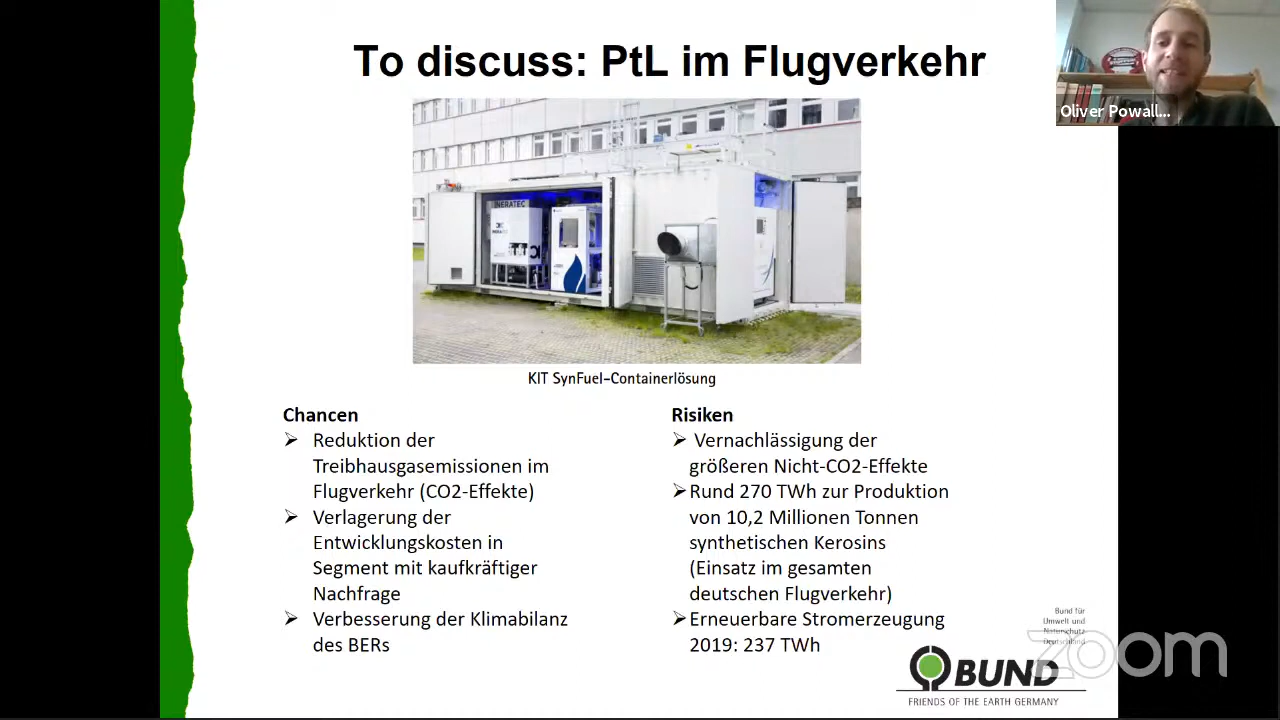 To discuss: PtL im Flugverkehr
Oliver Powall...
INERATEC
KIT SynFuel-Containerlösung
Chancen
➢ Reduktion der
Treibhausgasemissionen im
Flugverkehr (CO2-Effekte)
➢ Verlagerung der
Entwicklungskosten in
Segment mit kaufkräftiger
Nachfrage
➢ Verbesserung der Klimabilanz
des BERs
Risiken
➢ Vernachlässigung der
größeren Nicht-CO2-Effekte
➢ Rund 270 TWh zur Produktion
von 10,2 Millionen Tonnen
synthetischen Kerosins
(Einsatz im gesamten
deutschen Flugverkehr)
➢ Erneuerbare Stromerzeugung
2019: 237 TWh
Bund für
Umwelt und
Naturschutz
Deutschland
BUND
FRIENDS OF THE EARTH GERMANY
zoom